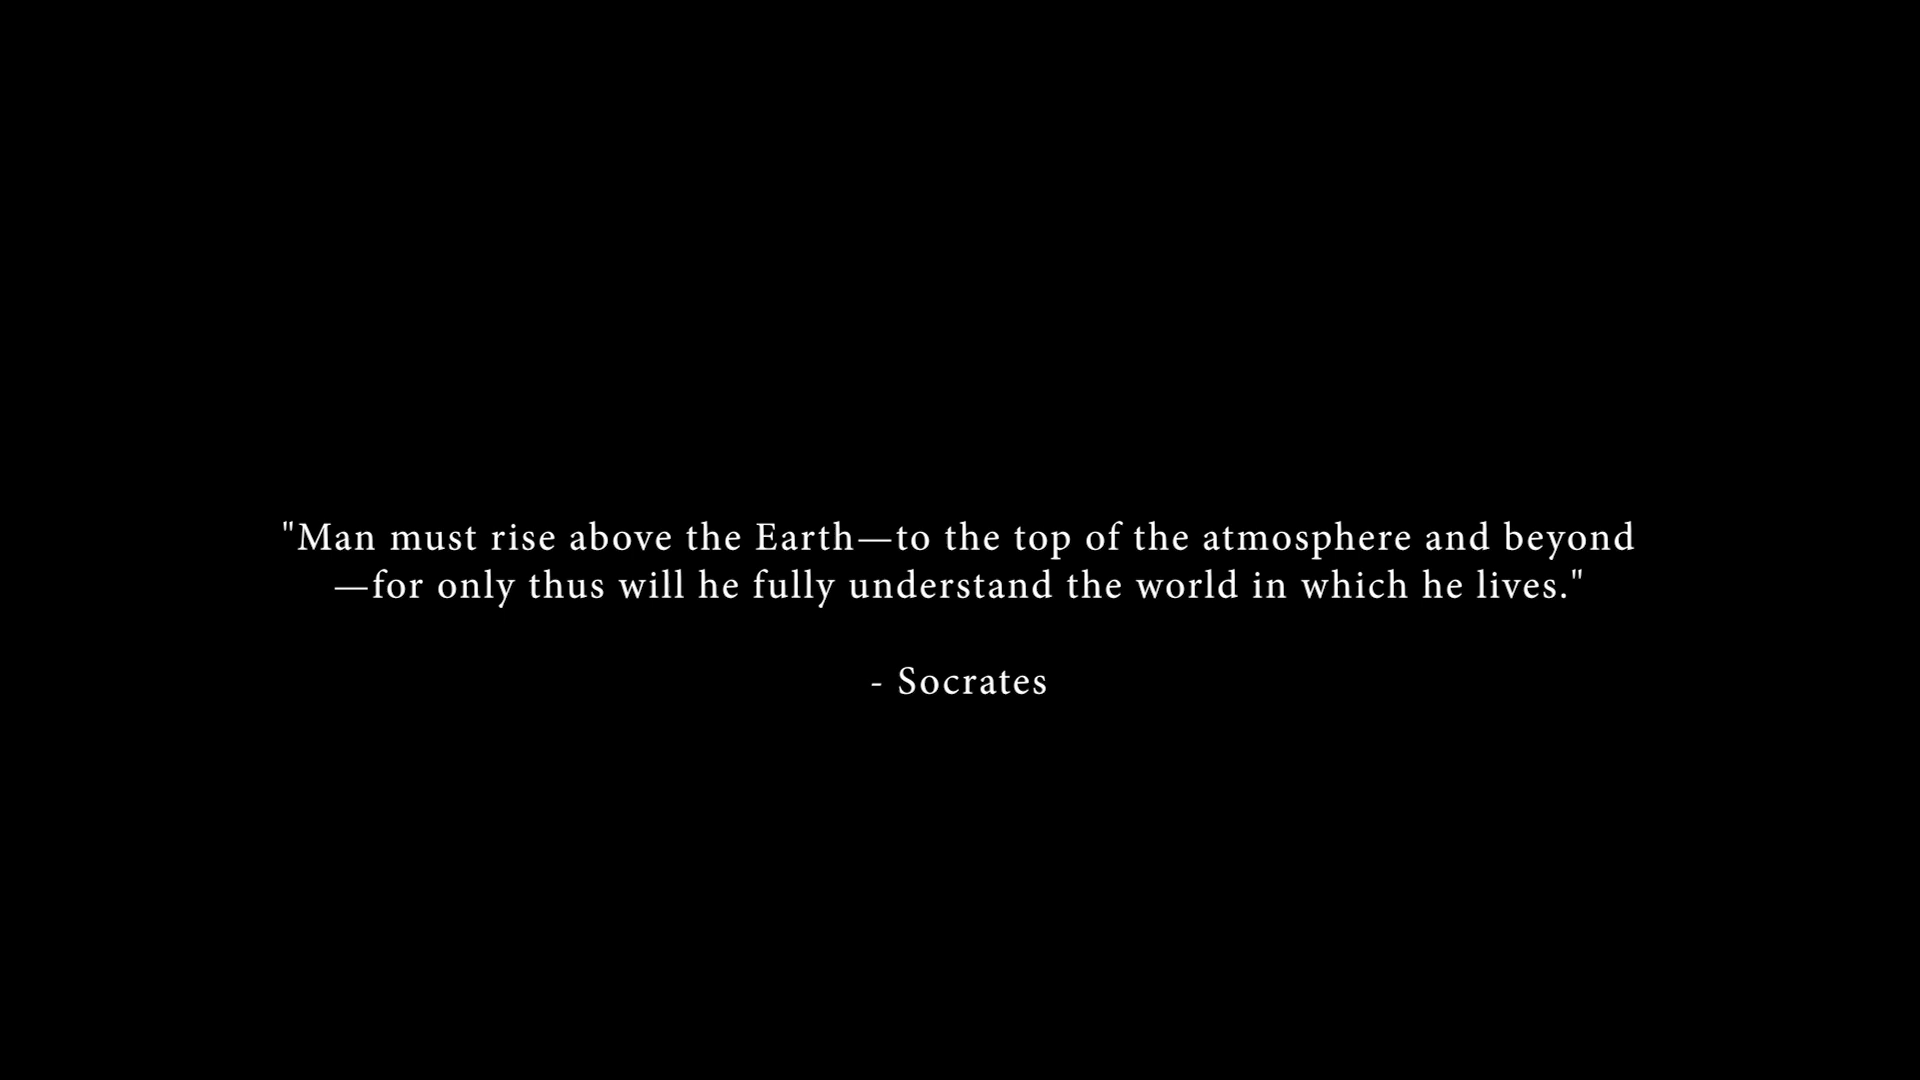 "Man must rise above the Earth—to the top of the atmosphere and beyond
—for only thus will he fully understand the world in which he lives."
- Socrates